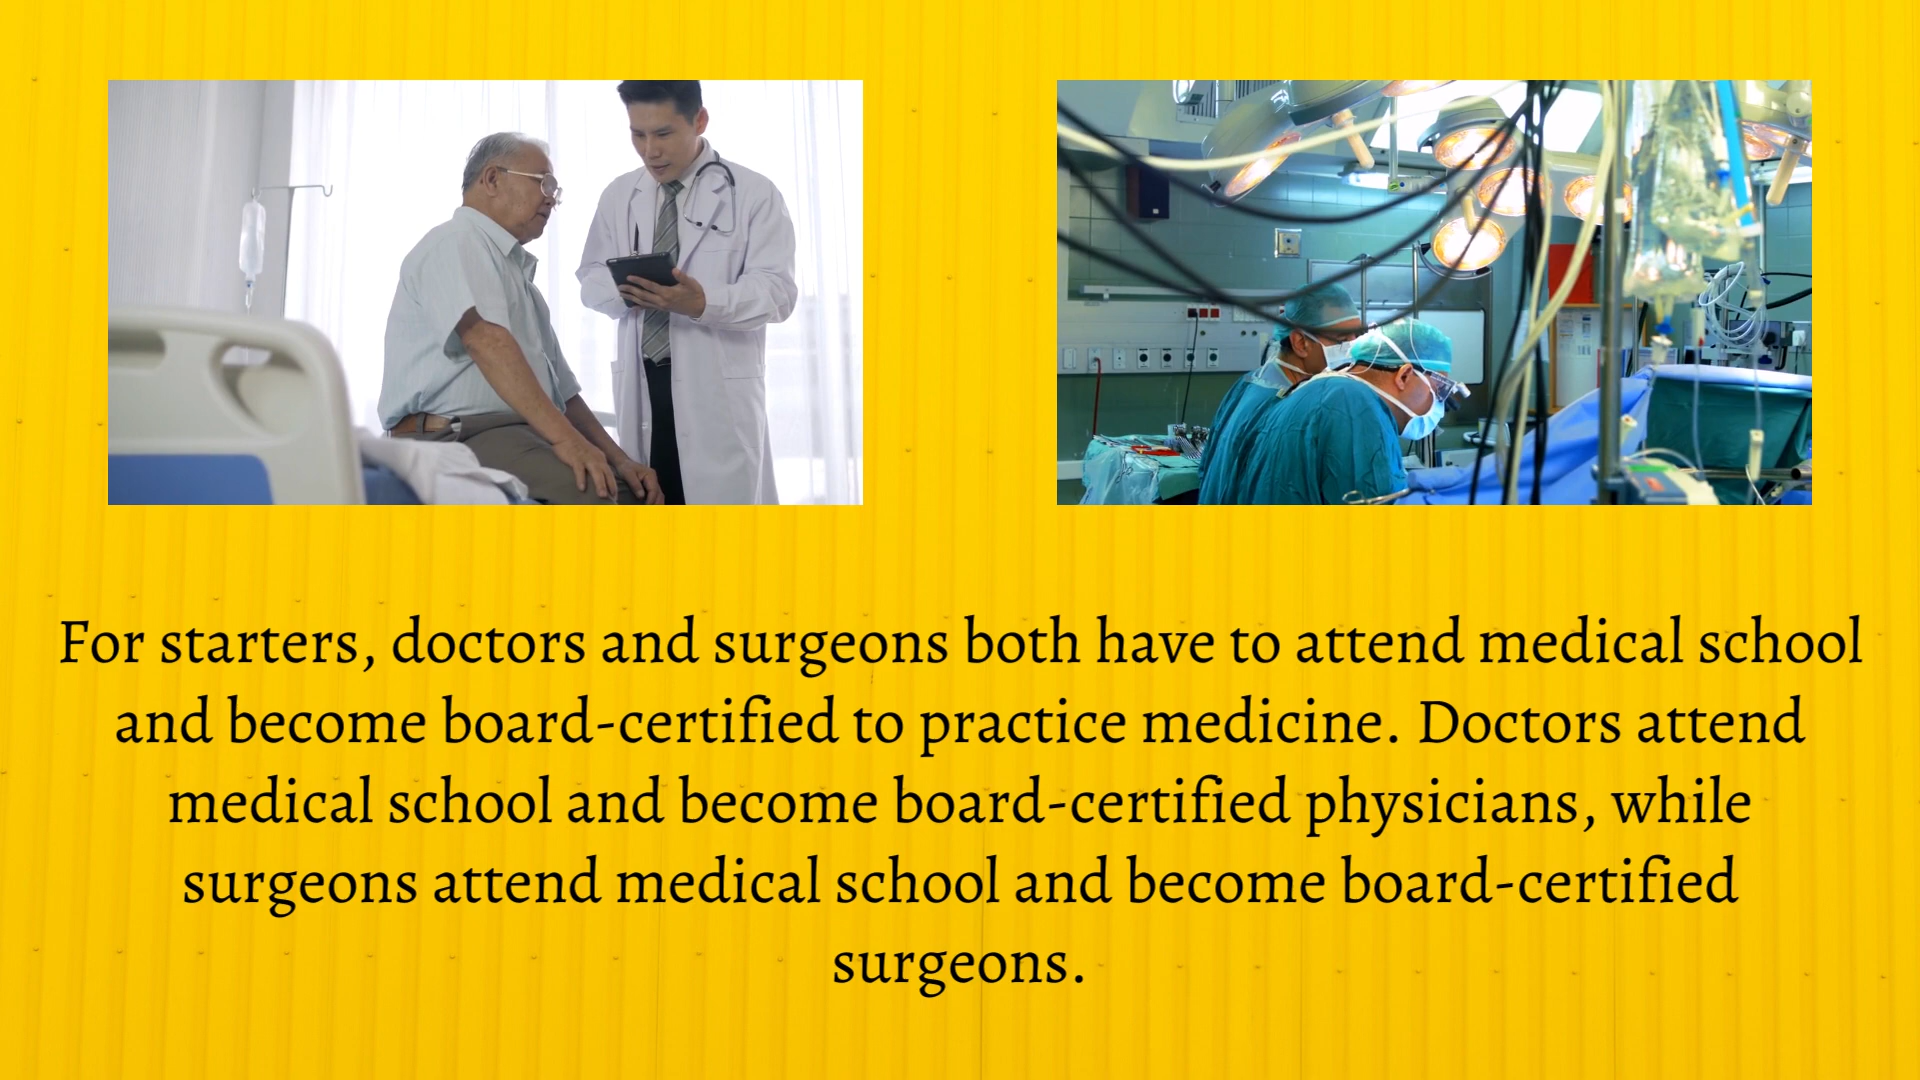 For starters, doctors and surgeons both have to attend medical school
and become board-certified to practice medicine. Doctors attend
medical school and become board-certified physicians, while
surgeons attend medical school and become board-certified
surgeons.